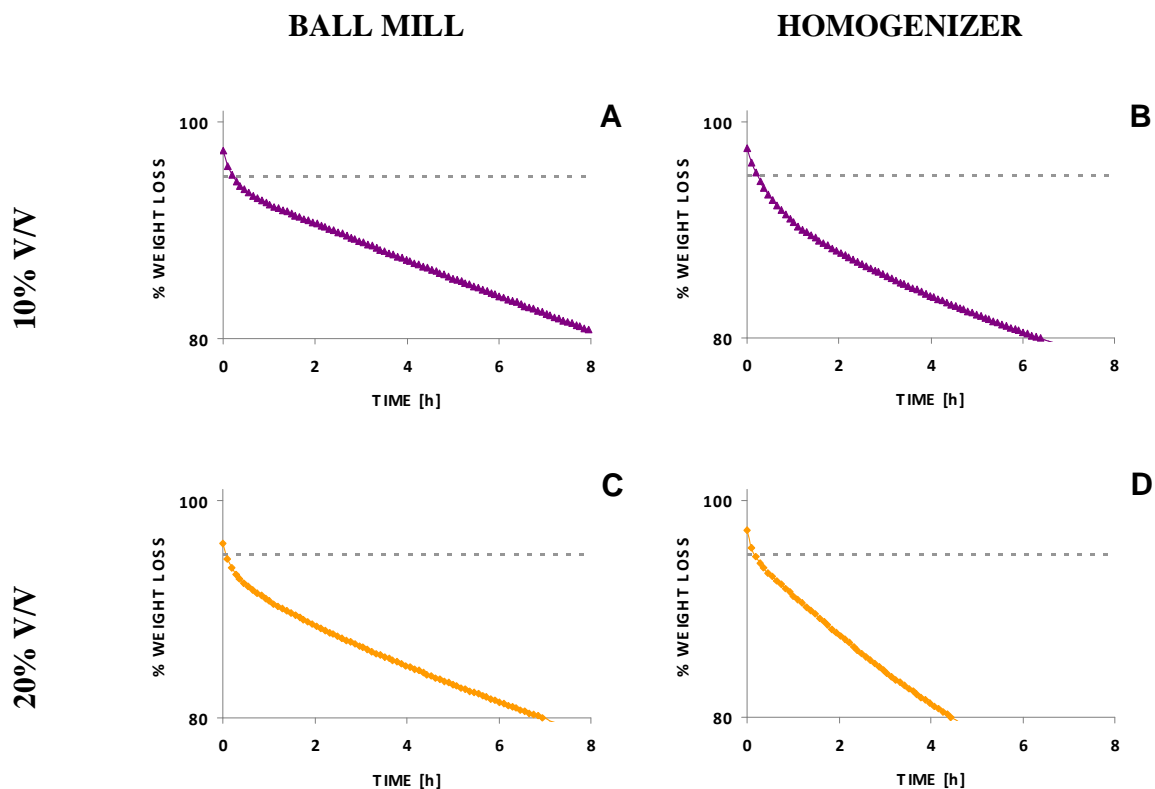 BALL MILL HOMOGENIZER
10% V/V
A
% WEIGHT LOSS
100
80
0 2 4 6 8
TIME [h]
B
% WEIGHT LOSS
100
80
0 2 4 6 8
TIME [h]
20% V/V
C
% WEIGHT LOSS
100
80
0 2 4 6 8
TIME [h]
D
% WEIGHT LOSS
100
80
0 2 4 6 8
TIME [h]